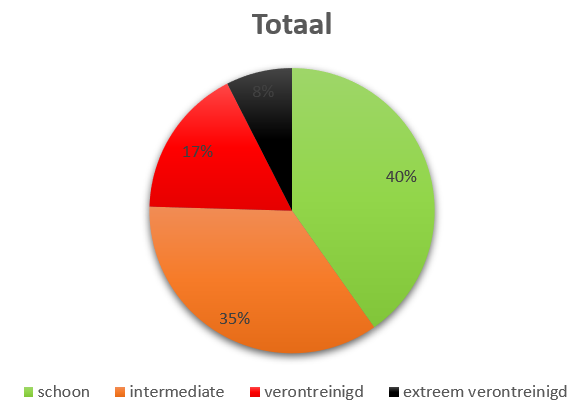 Totaal
8%
17%
40%
35%
schoon intermediate verontreinigd extreem verontreinigd